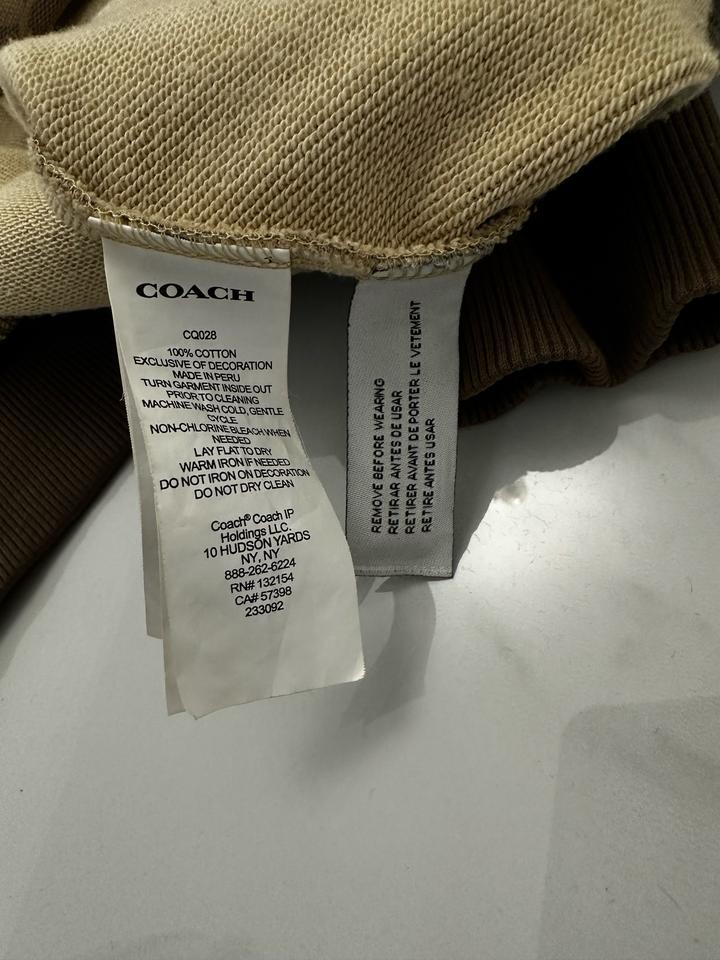 COACH
CQ028
100% COTTON
EXCLUSIVE OF DECORATION
MADE IN PERU
TURN GARMENT INSIDE OUT
PRIOR TO CLEANING
MACHINE WASH COLD, GENTLE
CYCLE
NON-CHLORINE BLEACH WHEN
NEEDED
LAY FLAT TO DRY
WARM IRON IF NEEDED
DO NOT IRON ON DECORATION
DO NOT DRY CLEAN
Coach® Coach IP
Holdings LLC.
10 HUDSON YARDS
NY, NY
888-262-6224
RN# 132154
CA# 57398
233092
REMOVE BEFORE WEARING
RETIRAR ANTES DE USAR
RETIRER AVANT DE PORTER LE VETEMENT
RETIRE ANTES USAR